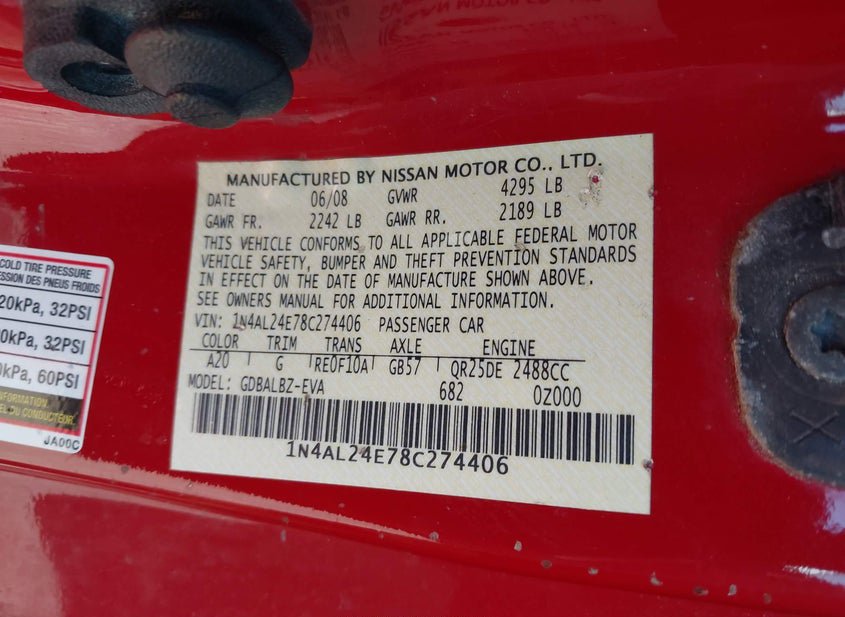 MANUFACTURED BY NISSAN MOTOR CO., LTD.
DATE 06/08 GVWR 4295 LB
GAWR FR. 2242 LB GAWR RR. 2189 LB
THIS VEHICLE CONFORMS TO ALL APPLICABLE FEDERAL MOTOR
VEHICLE SAFETY, BUMPER AND THEFT PREVENTION STANDARDS
IN EFFECT ON THE DATE OF MANUFACTURE SHOWN ABOVE.
SEE OWNERS MANUAL FOR ADDITIONAL INFORMATION.
VIN: 1N4AL24E78C274406 PASSENGER CAR
COLOR TRIM TRANS AXLE ENGINE
A20 G RE0F10A GB57 QR25DE 2488CC
MODEL: GDBALBZ-EVA 682 0Z000
1N4AL24E78C274406
COLD TIRE PRESSURE
ESSION DES PNEUS FROIDS
20kPa, 32PSI
0kPa, 32PSI
0kPa, 60PSI
JA00C